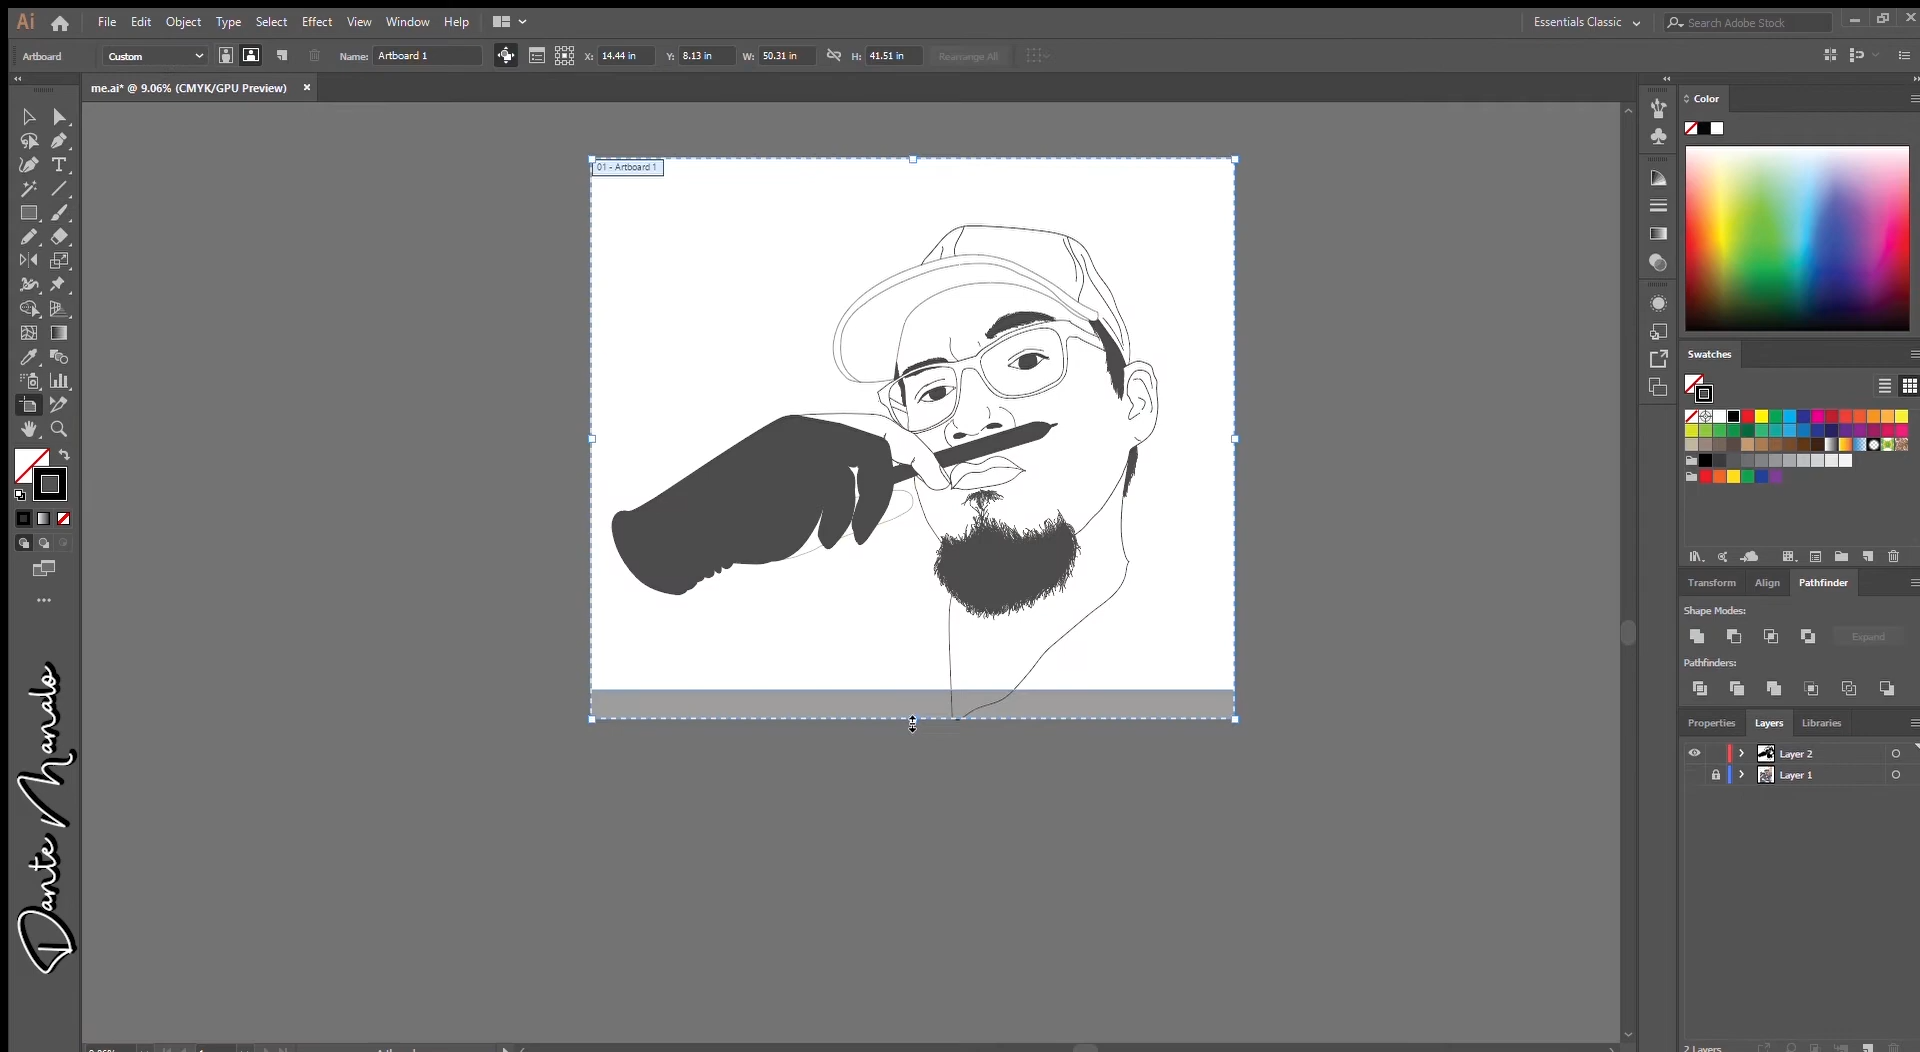 Ai File Edit Object Type Select Effect View Window Help Essentials Classic Search Adobe Stock
Artboard Custom Name: Artboard 1 X: 14.44 in Y: 8.13 in W: 50.31 in H: 41.51 in Rearrange All
me.ai* @ 9.06% (CMYK/GPU Preview)
Color
01 - Artboard 1
Swatches
Transform Align Pathfinder
Shape Modes:
Expand
Pathfinders:
Properties Layers Libraries
Layer 2
Layer 1
Dante Manalo
2 Layers